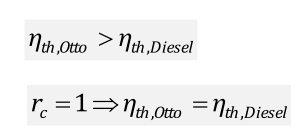 η_th,Otto > η_th,Diesel
r_c = 1 ⇒ η_th,Otto = η_th,Diesel